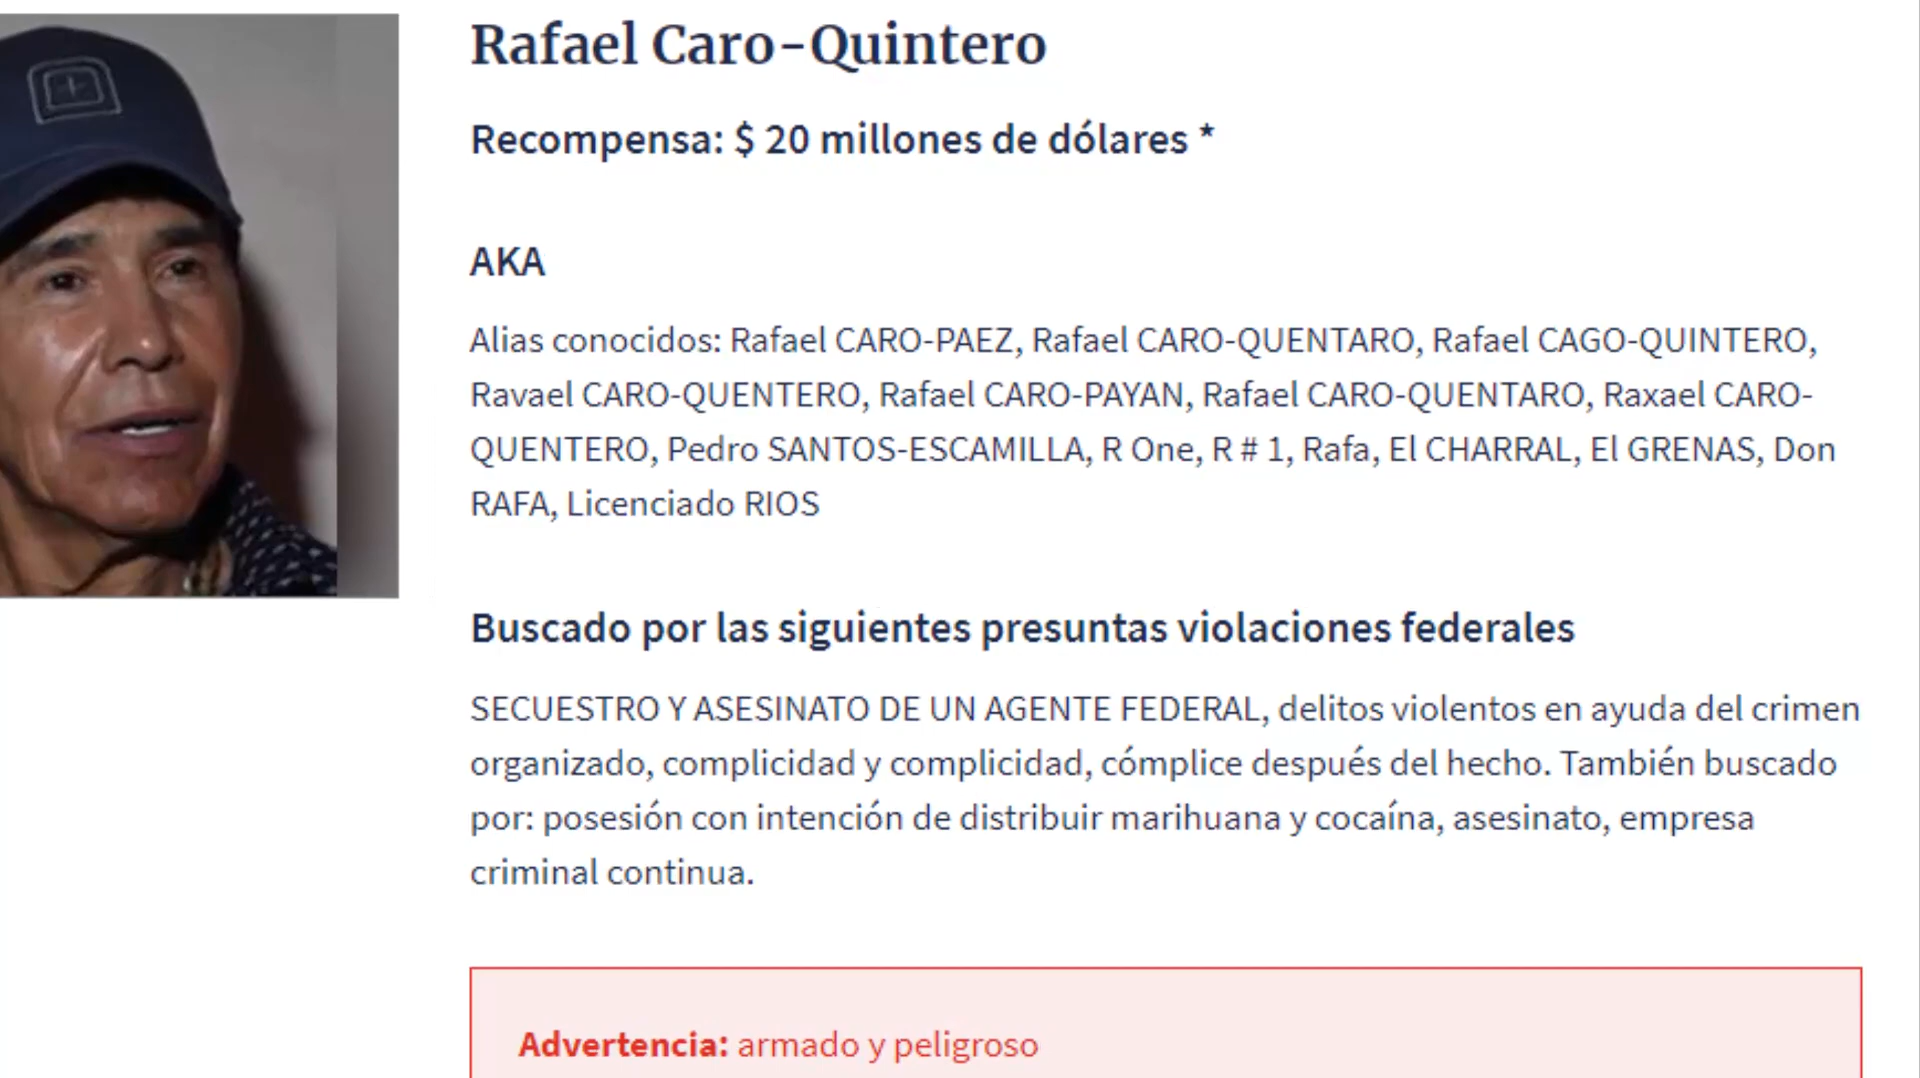 Rafael Caro-Quintero
Recompensa: $ 20 millones de dólares *
AKA
Alias conocidos: Rafael CARO-PAEZ, Rafael CARO-QUENTARO, Rafael CAGO-QUINTERO,
Ravael CARO-QUENTERO, Rafael CARO-PAYAN, Rafael CARO-QUENTARO, Raxael CARO-
QUENTERO, Pedro SANTOS-ESCAMILLA, R One, R # 1, Rafa, El CHARRAL, El GRENAS, Don
RAFA, Licenciado RIOS
Buscado por las siguientes presuntas violaciones federales
SECUESTRO Y ASESINATO DE UN AGENTE FEDERAL, delitos violentos en ayuda del crimen
organizado, complicidad y complicidad, cómplice después del hecho. También buscado
por: posesión con intención de distribuir marihuana y cocaína, asesinato, empresa
criminal continua.
Advertencia: armado y peligroso